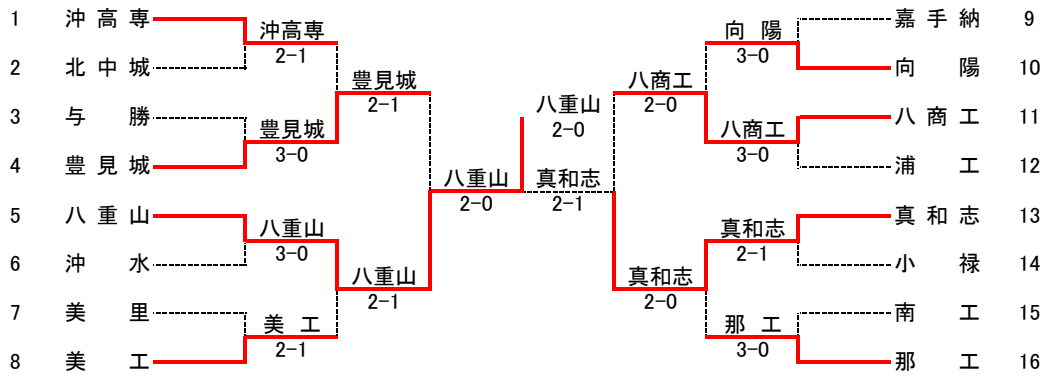 1 沖高専 沖高専 向陽 嘉手納 9
2-1 3-0
2 北中城 豊見城 八商工 向陽 10
2-1 八重山 2-0
3 与勝 豊見城 2-0 八商工 八商工 11
3-0 3-0
4 豊見城 八重山 真和志 浦工 12
2-0 2-1
5 八重山 八重山 真和志 真和志 13
3-0 2-1
6 沖水 八重山 真和志 小禄 14
2-1 2-0
7 美里 美工 那工 南工 15
2-1 3-0
8 美工 那工 16